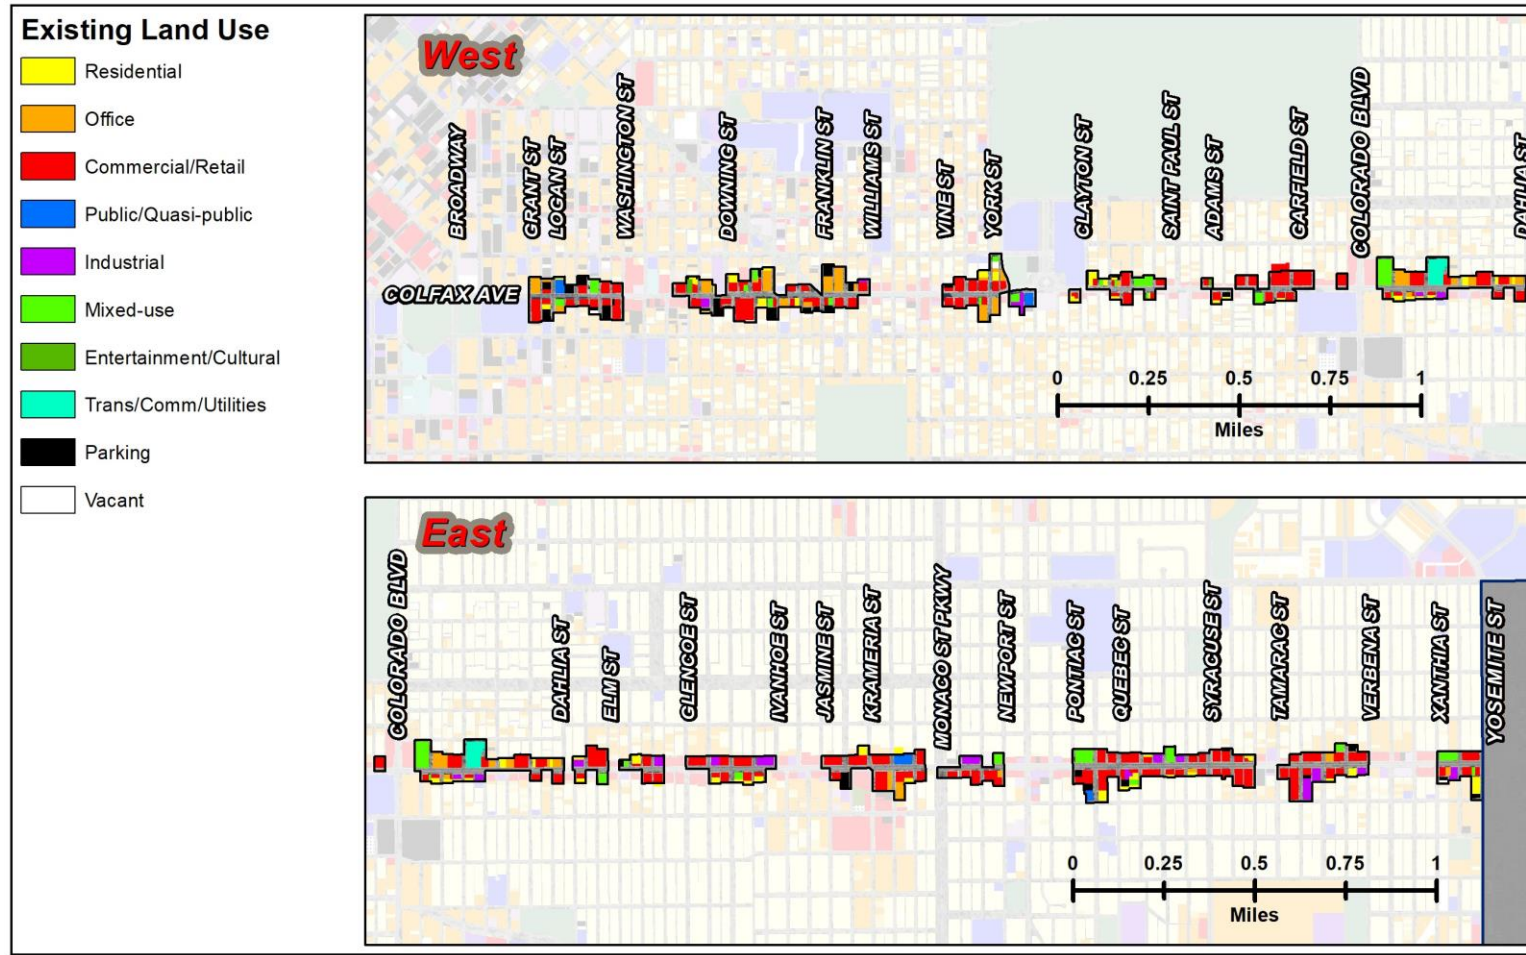 Existing Land Use
Residential
Office
Commercial/Retail
Public/Quasi-public
Industrial
Mixed-use
Entertainment/Cultural
Trans/Comm/Utilities
Parking
Vacant
West
BROADWAY
GRANT ST
LOGAN ST
WASHINGTON ST
DOWNING ST
FRANKLIN ST
WILLIAMS ST
VINE ST
YORK ST
CLAYTON ST
SAINT PAUL ST
ADAMS ST
GARFIELD ST
COLORADO BLVD
DAHLIA ST
COLFAX AVE
0 0.25 0.5 0.75 1
Miles
East
COLORADO BLVD
DAHLIA ST
ELM ST
GLENCOE ST
IVANHOE ST
JASMINE ST
KRAMERIA ST
MONACO ST PKWY
NEWPORT ST
PONTIAC ST
QUEBEC ST
SYRACUSE ST
TAMARAC ST
VERBENA ST
XANTHIA ST
YOSEMITE ST
0 0.25 0.5 0.75 1
Miles